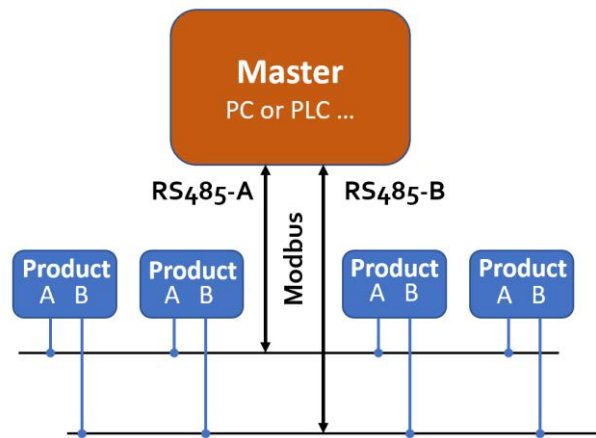 Master
PC or PLC ...
RS485-A
RS485-B
Modbus
Product
A B
Product
A B
Product
A B
Product
A B